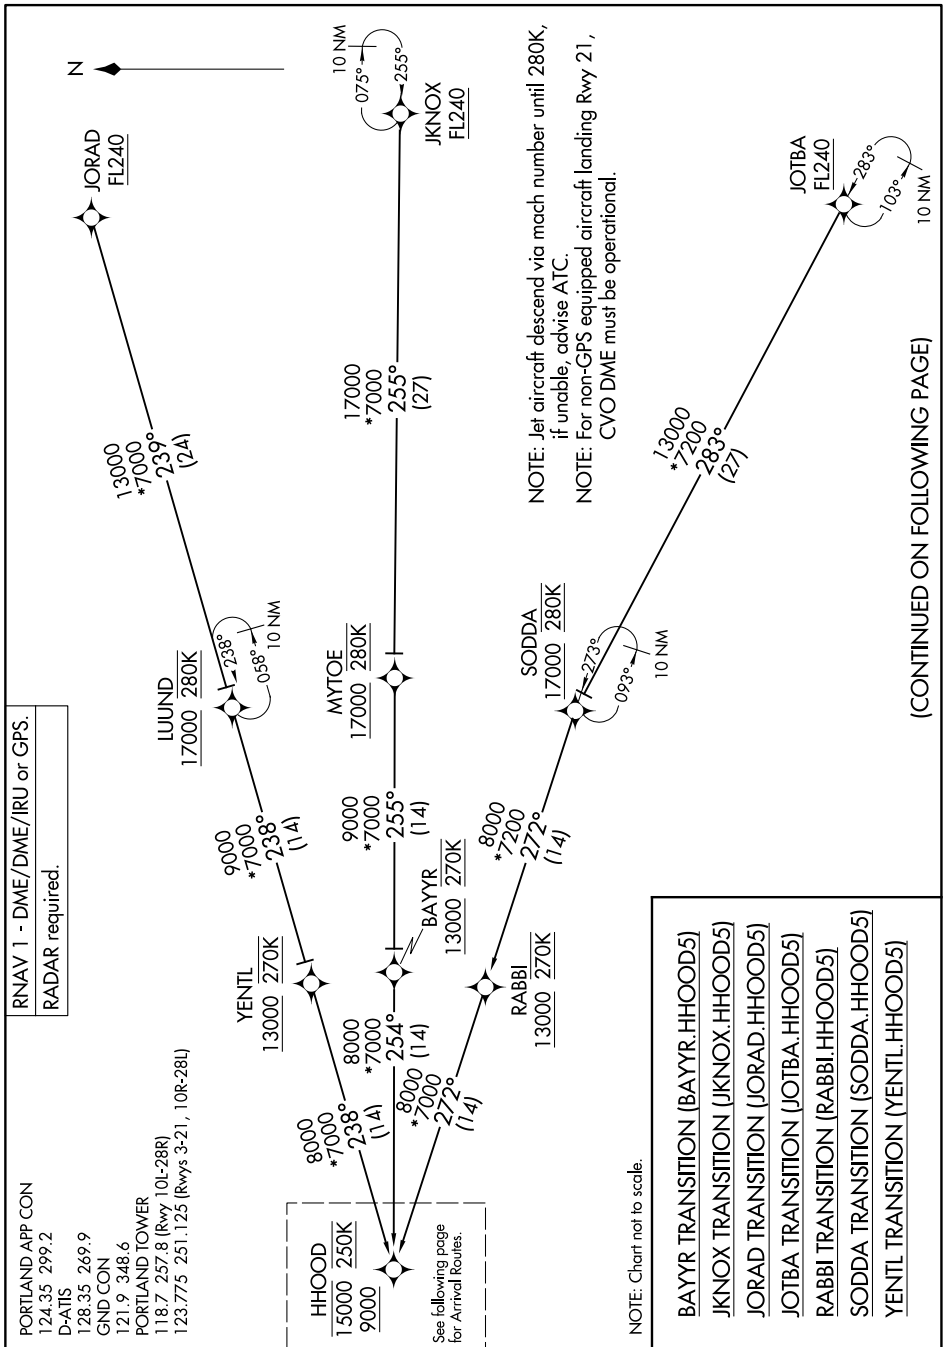 RNAV 1 - DME/DME/IRU or GPS.
RADAR required.
PORTLAND APP CON
124.35 299.2
D-ATIS
128.35 269.9
GND CON
121.9 348.6
PORTLAND TOWER
118.7 257.8 (Rwy 10L-28R)
123.775 251.125 (Rwys 3-21, 10R-28L)
N
JORAD
FL240
13000
*7000
239°
(24)
LUUND
17000 280K
238°
058°
10 NM
9000
*7000
238°
(14)
YENTL
13000 270K
8000
*7000
238°
(14)
JKNOX
FL240
10 NM
075°
255°
17000
*7000
255°
(27)
MYTOE
17000 280K
9000
*7000
255°
(14)
BAYYR
13000 270K
8000
*7000
254°
(14)
HHOOD
15000 250K
9000
See following page
for Arrival Routes.
JOTBA
FL240
283°
103°
10 NM
13000
*7200
283°
(27)
SODDA
17000 280K
273°
093°
10 NM
8000
*7200
272°
(14)
RABBI
13000 270K
8000
*7000
272°
(14)
NOTE: Jet aircraft descend via mach number until 280K,
if unable, advise ATC.
NOTE: For non-GPS equipped aircraft landing Rwy 21,
CVO DME must be operational.
NOTE: Chart not to scale.
BAYYR TRANSITION (BAYYR.HHOOD5)
JKNOX TRANSITION (JKNOX.HHOOD5)
JORAD TRANSITION (JORAD.HHOOD5)
JOTBA TRANSITION (JOTBA.HHOOD5)
RABBI TRANSITION (RABBI.HHOOD5)
SODDA TRANSITION (SODDA.HHOOD5)
YENTL TRANSITION (YENTL.HHOOD5)
(CONTINUED ON FOLLOWING PAGE)